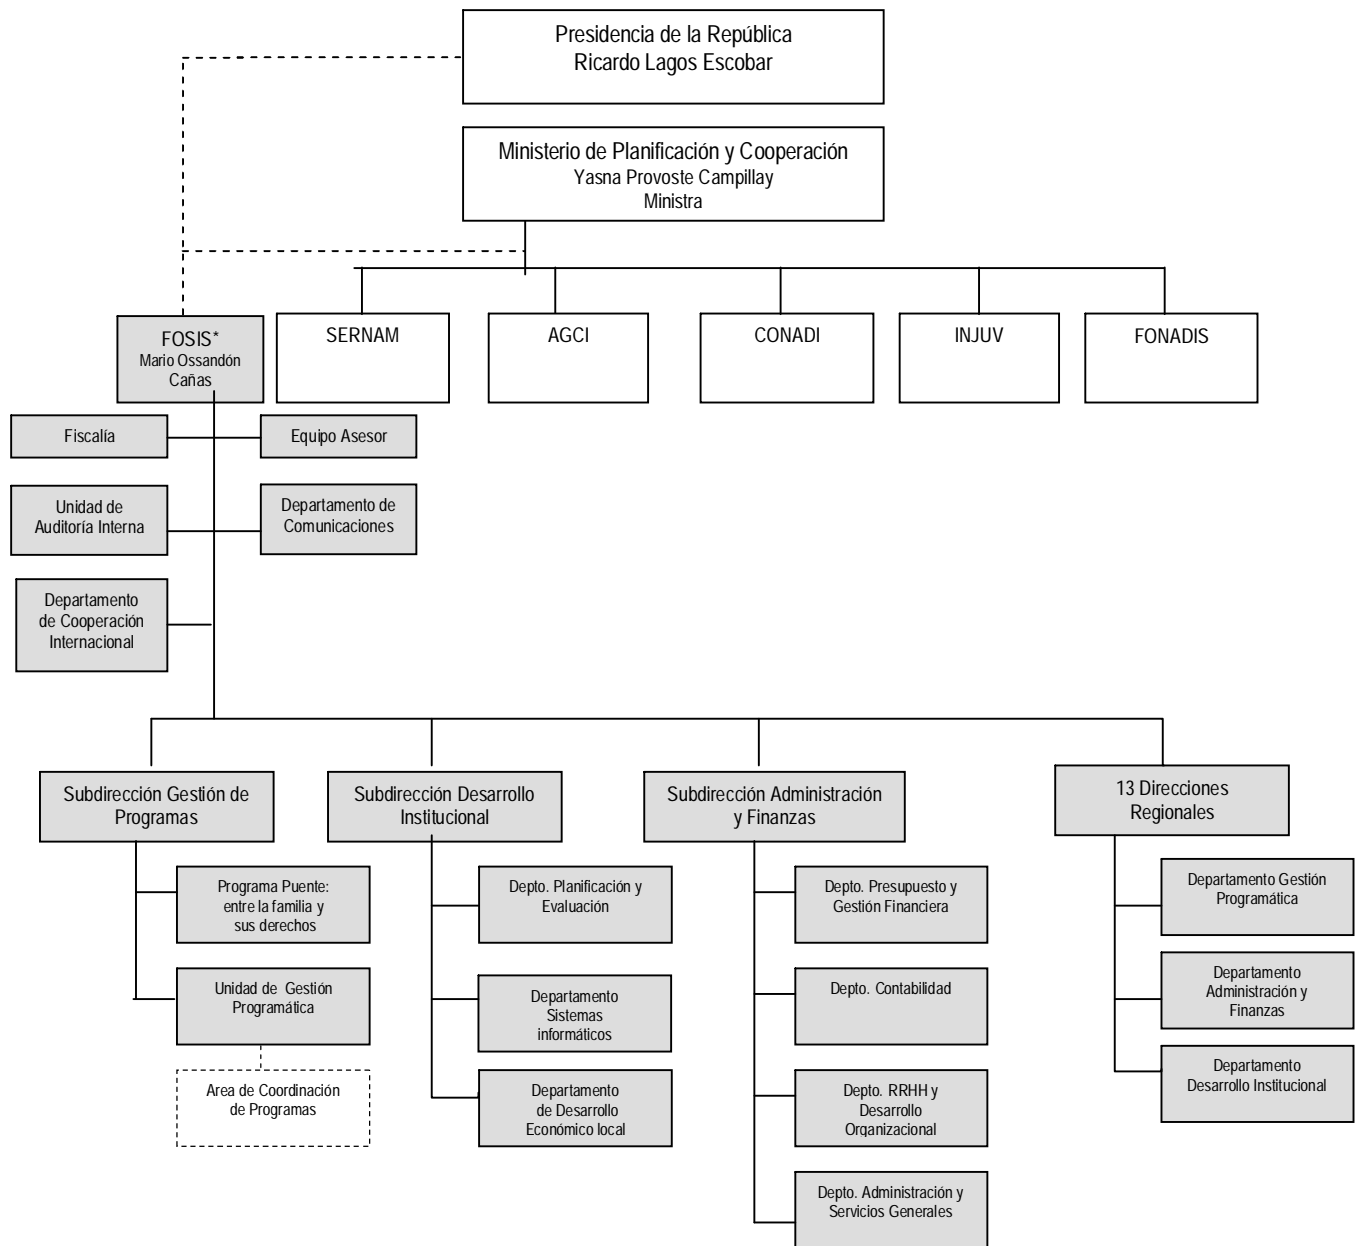 Presidencia de la República
Ricardo Lagos Escobar
Ministerio de Planificación y Cooperación
Yasna Provoste Campillay
Ministra
FOSIS*
Mario Ossandón
Cañas
SERNAM
AGCI
CONADI
INJUV
FONADIS
Fiscalía
Equipo Asesor
Unidad de
Auditoría Interna
Departamento de
Comunicaciones
Departamento
de Cooperación
Internacional
Subdirección Gestión de
Programas
Subdirección Desarrollo
Institucional
Subdirección Administración
y Finanzas
13 Direcciones
Regionales
Programa Puente:
entre la familia y
sus derechos
Unidad de Gestión
Programática
Area de Coordinación
de Programas
Depto. Planificación y
Evaluación
Departamento
Sistemas
informáticos
Departamento
de Desarrollo
Económico local
Depto. Presupuesto y
Gestión Financiera
Depto. Contabilidad
Depto. RRHH y
Desarrollo
Organizacional
Depto. Administración y
Servicios Generales
Departamento Gestión
Programática
Departamento
Administración y
Finanzas
Departamento
Desarrollo Institucional